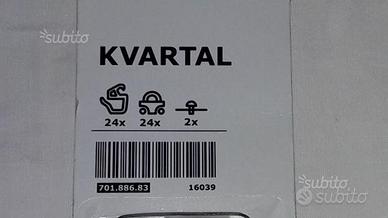 subito
KVARTAL
24x 24x 2x
701.886.83 16039
subito
subito